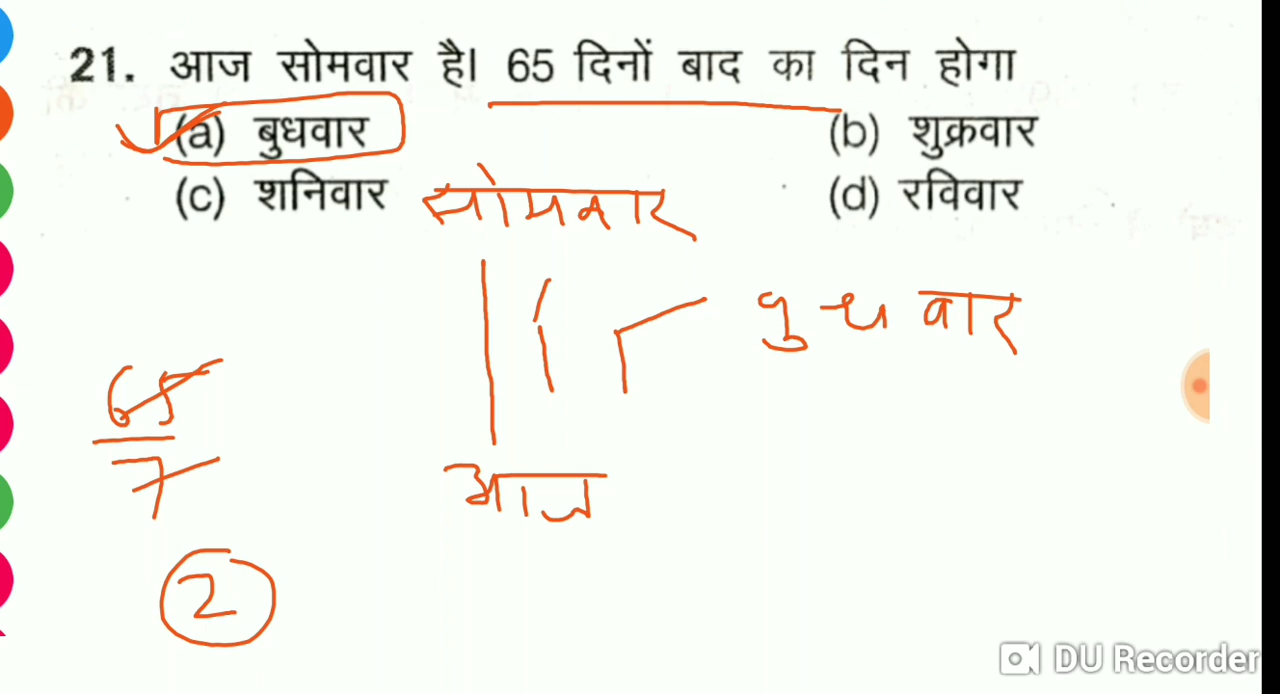 21. आज सोमवार है। 65 दिनों बाद का दिन होगा
(a) बुधवार (b) शुक्रवार
(c) शनिवार (d) रविवार
सोमवार
बुधवार
65
7
आज
2
DU Recorder